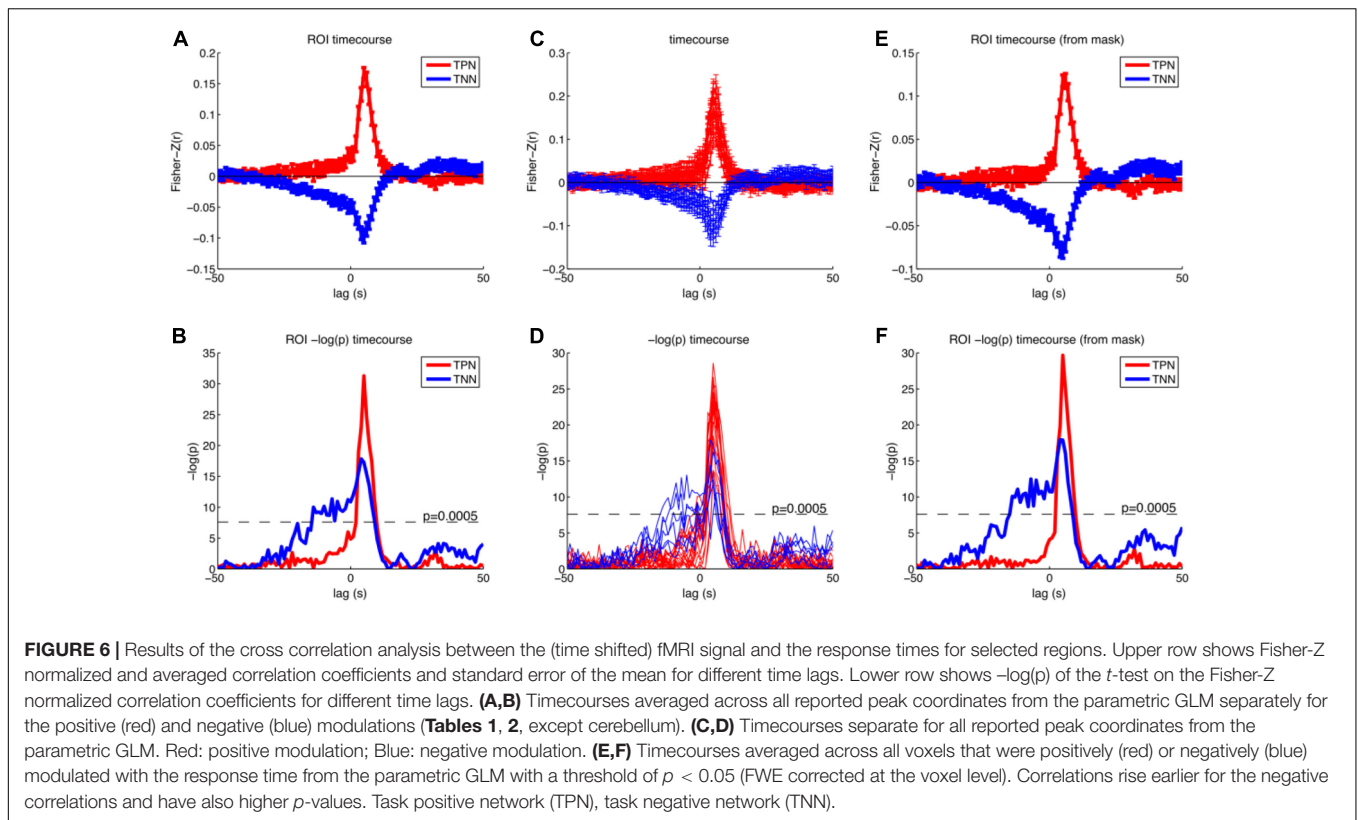 A
ROI timecourse
0.2
0.15
0.1
0.05
0
−0.05
−0.1
−0.15
Fisher−Z(r)
TPN
TNN
−50
0
50
lag (s)
C
timecourse
0.3
0.2
0.1
0
−0.1
0.2
Fisher−Z(r)
−50
0
50
lag (s)
E
ROI timecourse (from mask)
0.15
0.1
0.05
0
−0.05
−0.1
Fisher−Z(r)
TPN
TNN
−50
0
50
lag (s)
B
ROI −log(p) timecourse
35
30
25
20
15
10
5
0
−log(p)
TPN
TNN
p=0.0005
−50
0
50
lag (s)
D
−log(p) timecourse
30
25
20
15
10
5
0
−log(p)
p=0.0005
−50
0
50
lag (s)
F
ROI −log(p) timecourse (from mask)
30
25
20
15
10
5
0
−log(p)
TPN
TNN
p=0.0005
−50
0
50
lag (s)
FIGURE 6 | Results of the cross correlation analysis between the (time shifted) fMRI signal and the response times for selected regions. Upper row shows Fisher-Z
normalized and averaged correlation coefficients and standard error of the mean for different time lags. Lower row shows –log(p) of the t-test on the Fisher-Z
normalized correlation coefficients for different time lags. (A,B) Timecourses averaged across all reported peak coordinates from the parametric GLM separately for
the positive (red) and negative (blue) modulations (Tables 1, 2, except cerebellum). (C,D) Timecourses separate for all reported peak coordinates from the
parametric GLM. Red: positive modulation; Blue: negative modulation. (E,F) Timecourses averaged across all voxels that were positively (red) or negatively (blue)
modulated with the response time from the parametric GLM with a threshold of p < 0.05 (FWE corrected at the voxel level). Correlations rise earlier for the negative
correlations and have also higher p-values. Task positive network (TPN), task negative network (TNN).